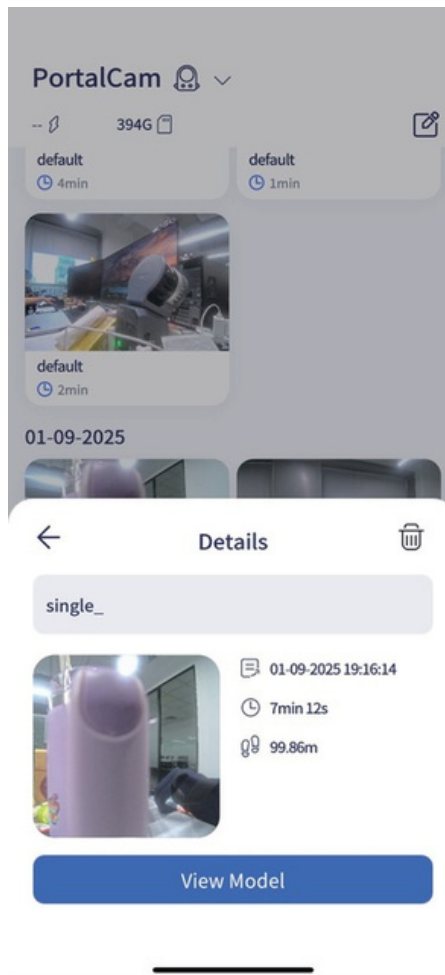 PortalCam
-- 394G
default default
4min 1min
default
2min
01-09-2025
Details
single_
01-09-2025 19:16:14
7min 12s
99.86m
View Model